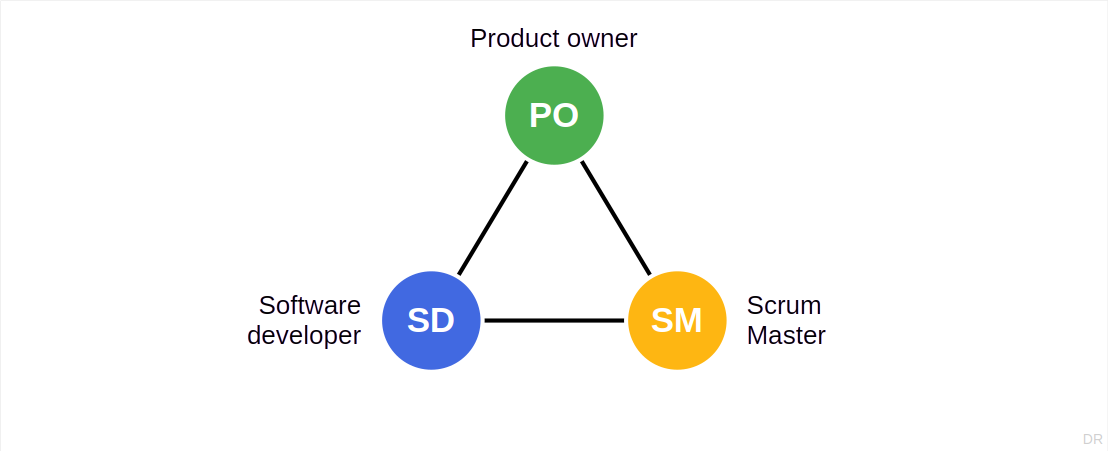 Product owner
PO
Software
developer
SD
SM
Scrum
Master
DR